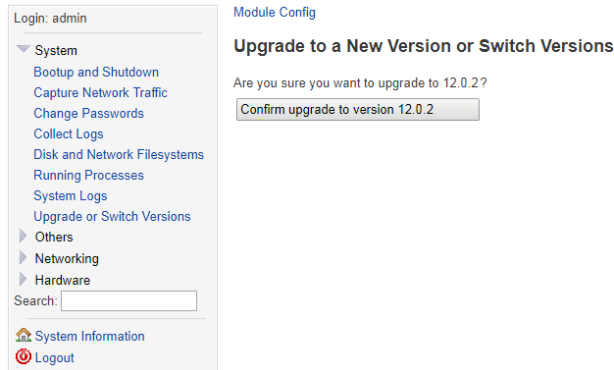 Login: admin
System
Bootup and Shutdown
Capture Network Traffic
Change Passwords
Collect Logs
Disk and Network Filesystems
Running Processes
System Logs
Upgrade or Switch Versions
Others
Networking
Hardware
Search:
System Information
Logout
Module Config
Upgrade to a New Version or Switch Versions
Are you sure you want to upgrade to 12.0.2?
Confirm upgrade to version 12.0.2